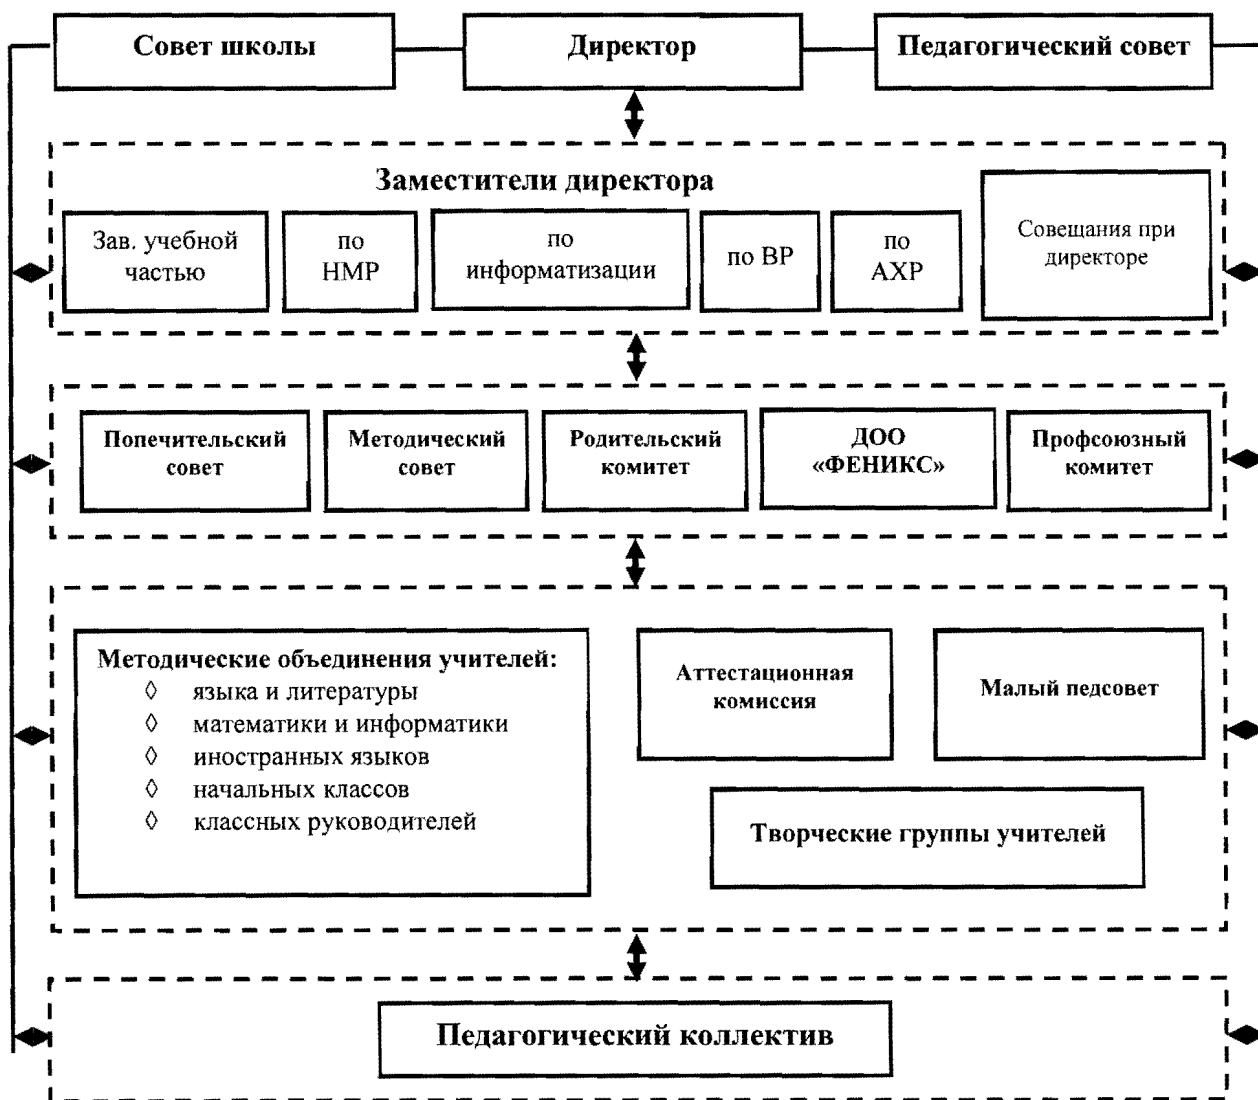 Совет школы
Директор
Педагогический совет
Заместители директора
Зав. учебной
частью
по
НМР
по
информатизации
по ВР
по
АХР
Совещания при
директоре
Попечительский
совет
Методический
совет
Родительский
комитет
ДОО
«ФЕНИКС»
Профсоюзный
комитет
Методические объединения учителей:
◊ языка и литературы
◊ математики и информатики
◊ иностранных языков
◊ начальных классов
◊ классных руководителей
Аттестационная
комиссия
Малый педсовет
Творческие группы учителей
Педагогический коллектив